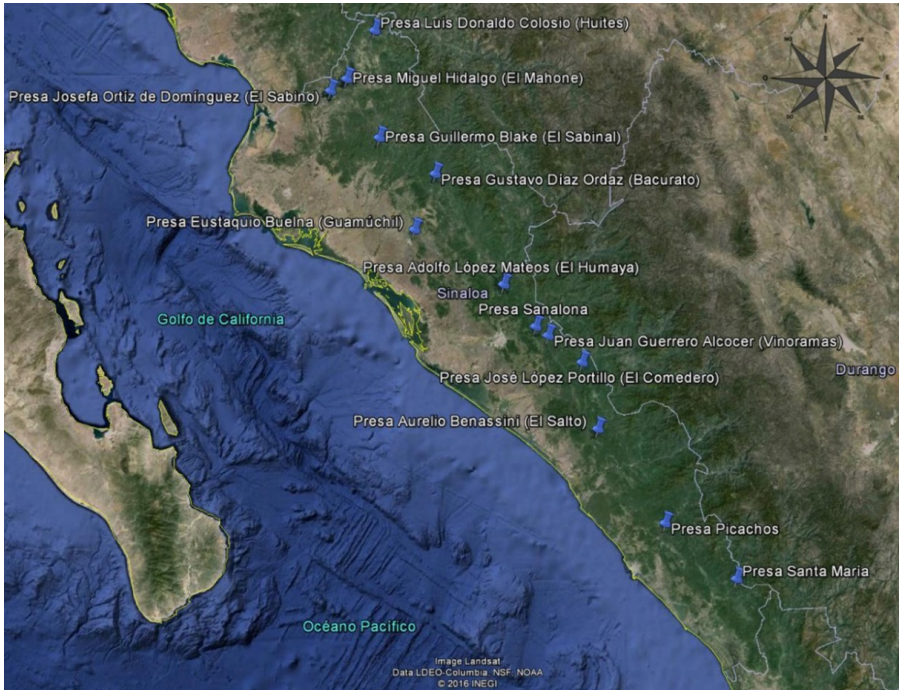 Presa Luis Donaldo Colosio (Huites)
Presa Miguel Hidalgo (El Mahone)
Presa Josefa Ortíz de Domínguez (El Sabino)
Presa Guillermo Blake (El Sabinal)
Presa Gustavo Díaz Ordaz (Bacurato)
Presa Eustaquio Buelna (Guamúchil)
Presa Adolfo López Mateos (El Humaya)
Sinaloa
Presa Sanalona
Golfo de California
Presa Juan Guerrero Alcocer (Vinoramas)
Durango
Presa José López Portillo (El Comedero)
Presa Aurelio Benassini (El Salto)
Presa Picachos
Presa Santa Maria
Océano Pacífico
Image Landsat
Data LDEO-Columbia, NSF, NOAA
© 2016 INEGI